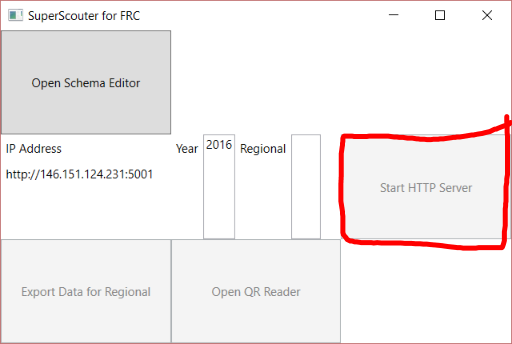 SuperScouter for FRC
Open Schema Editor
IP Address
Year
2016
Regional
http://146.151.124.231:5001
Start HTTP Server
Export Data for Regional
Open QR Reader